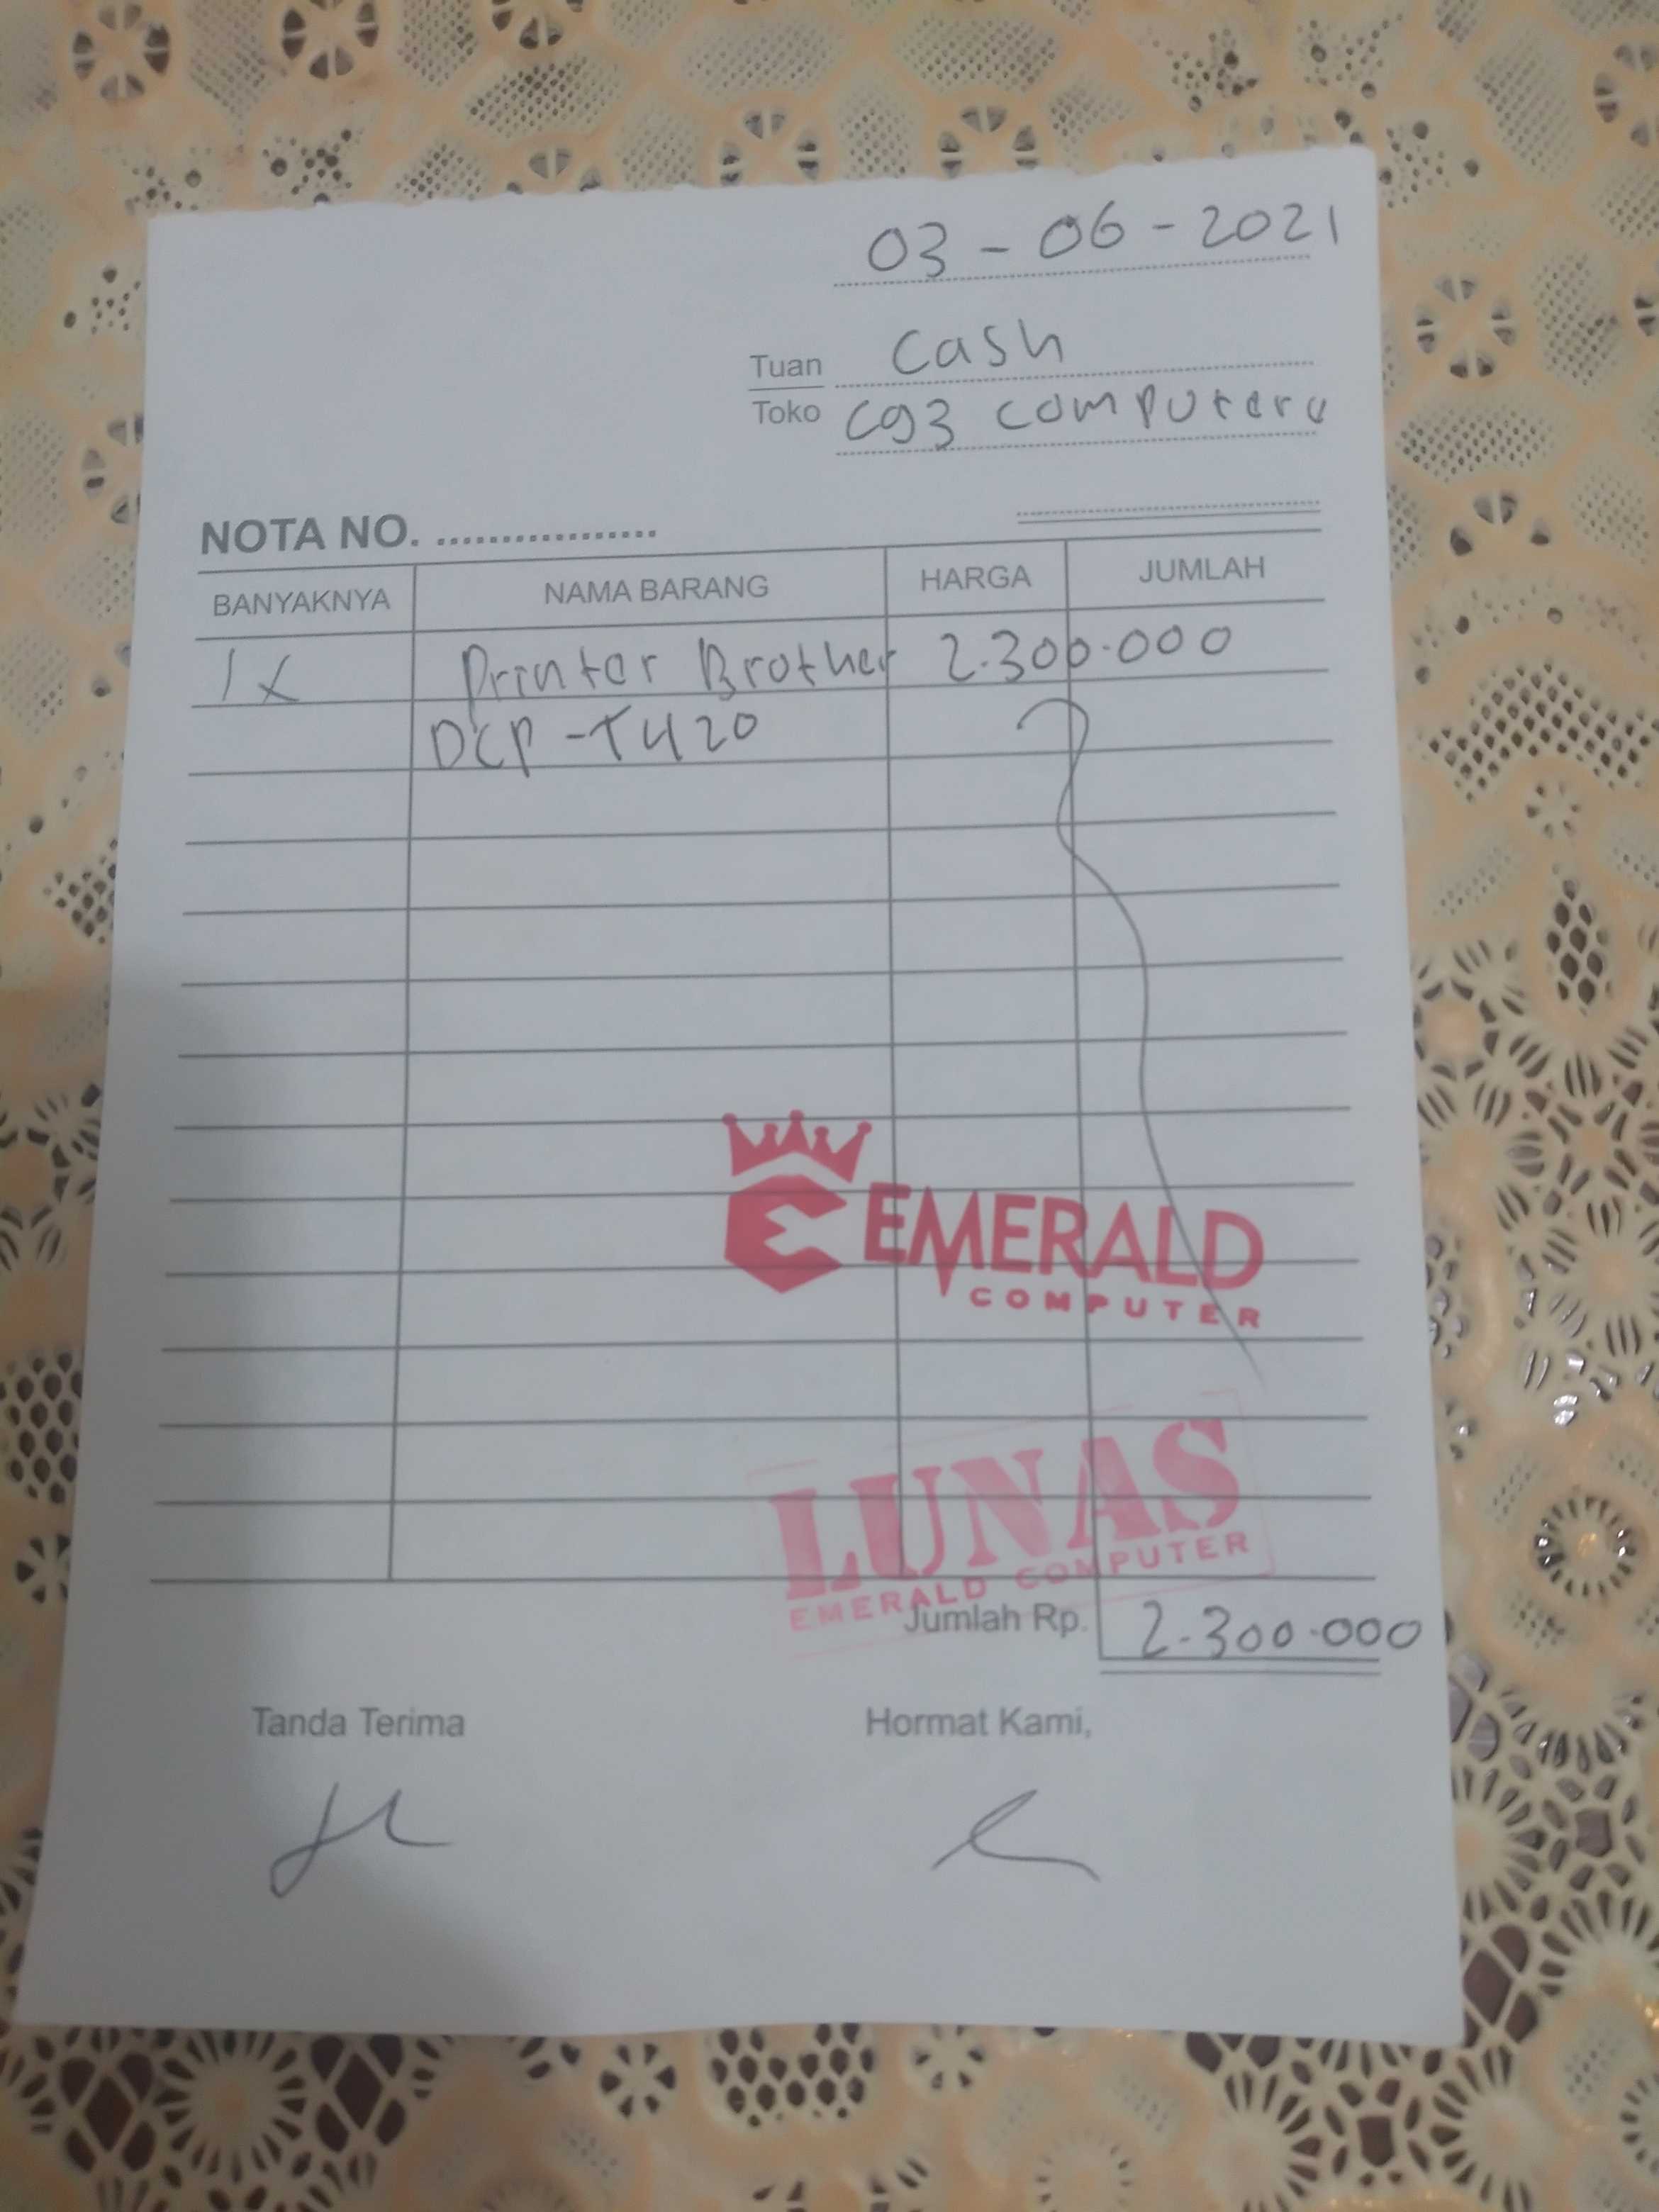 03 - 06 - 2021
Tuan Cash
Toko cg3 computere
NOTA NO. ..................
BANYAKNYA NAMA BARANG HARGA JUMLAH
1x Printer Brother 2.300.000
DCP - T420
EMERALD
COMPUTER
LUNAS
EMERALD COMPUTER
Jumlah Rp. 2.300.000
Tanda Terima Hormat Kami,